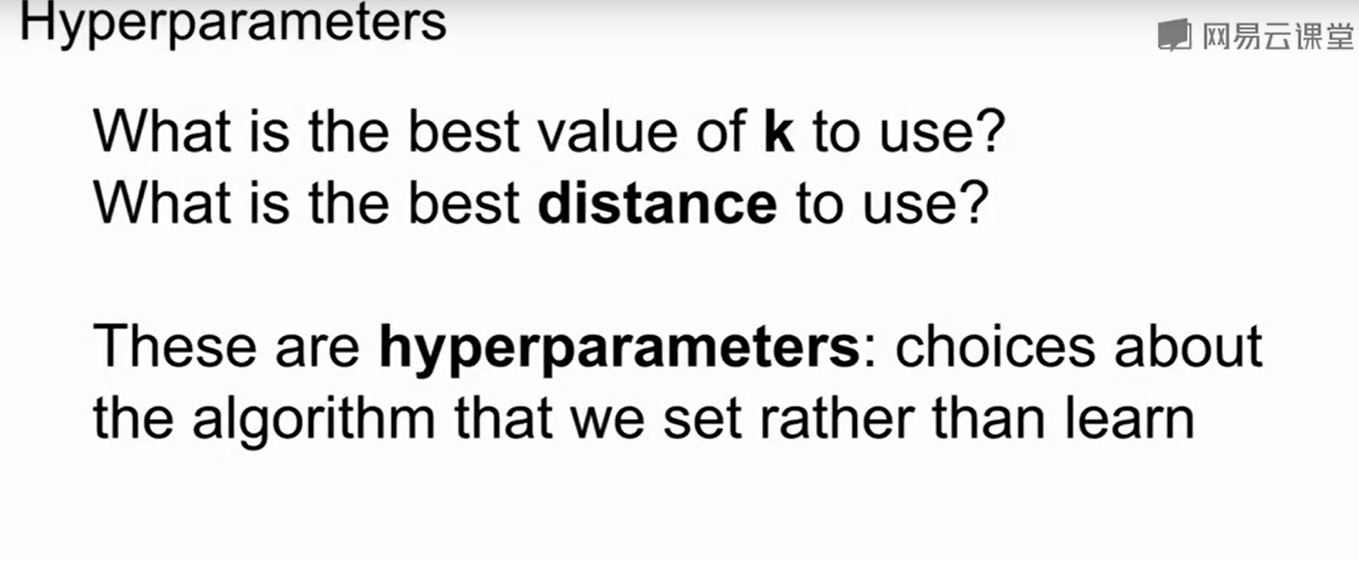 Hyperparameters
网易云课堂
What is the best value of k to use?
What is the best distance to use?
These are hyperparameters: choices about
the algorithm that we set rather than learn